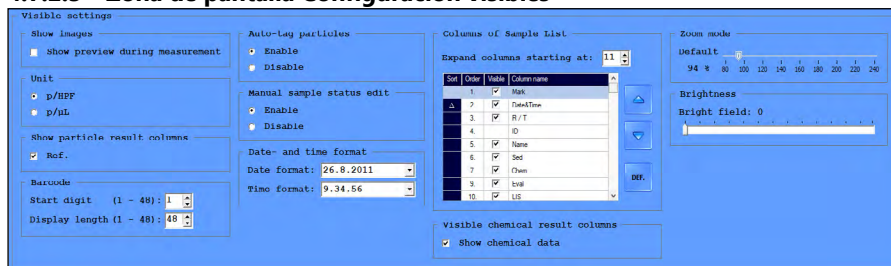 4.7.2.3 Zona de pantalla Configuración visibles
Visible settings
Show images
Show preview during measurement
Unit
p/HPF
p/µL
Show particle result columns
Ref.
Barcode
Start digit (1 - 48): 1
Display length (1 - 48): 48
Auto-tag particles
Enable
Disable
Manual sample status edit
Enable
Disable
Date- and time format
Date format: 26.8.2011
Time format: 9.34.56
Columns of Sample List
Expand columns starting at: 11
Sort Order Visible Column name
1. Mark
2. Date&Time
3. R / T
4. ID
5. Name
6. Sed
7. Chem
9. Eval
10. LIS
DEF.
Visible chemical result columns
Show chemical data
Zoom mode
Default
94 % 80 100 120 140 160 180 200 220 240
Brightness
Bright field: 0